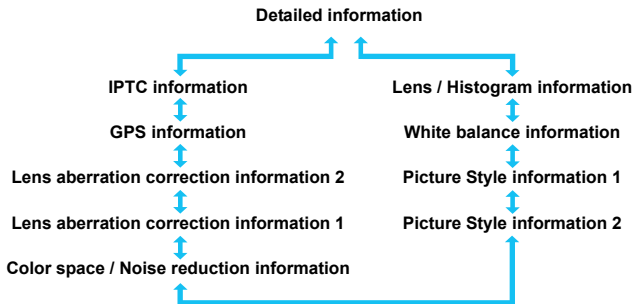 Detailed information
IPTC information
Lens / Histogram information
GPS information
White balance information
Lens aberration correction information 2
Picture Style information 1
Lens aberration correction information 1
Picture Style information 2
Color space / Noise reduction information